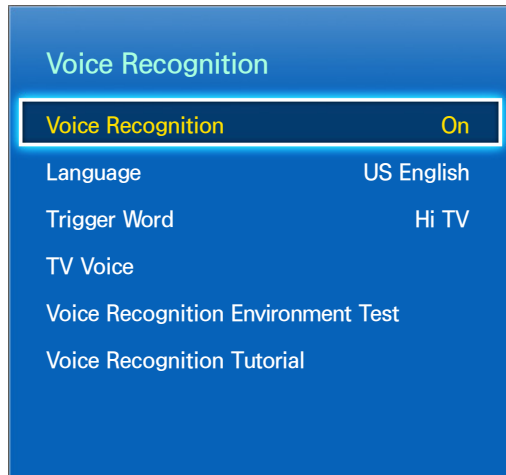 Voice Recognition
Voice Recognition On
Language US English
Trigger Word Hi TV
TV Voice
Voice Recognition Environment Test
Voice Recognition Tutorial